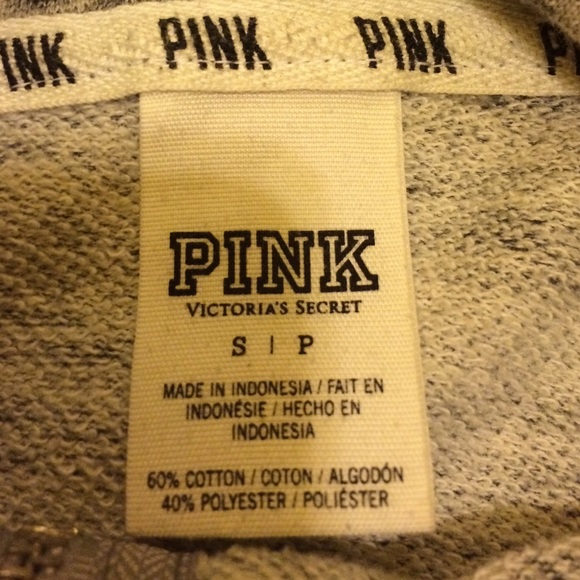 INK PINK PINK P
PINK
VICTORIA'S SECRET
S | P
MADE IN INDONESIA / FAIT EN
INDONÉSIE / HECHO EN
INDONESIA
60% COTTON / COTON / ALGODÓN
40% POLYESTER / POLIÉSTER